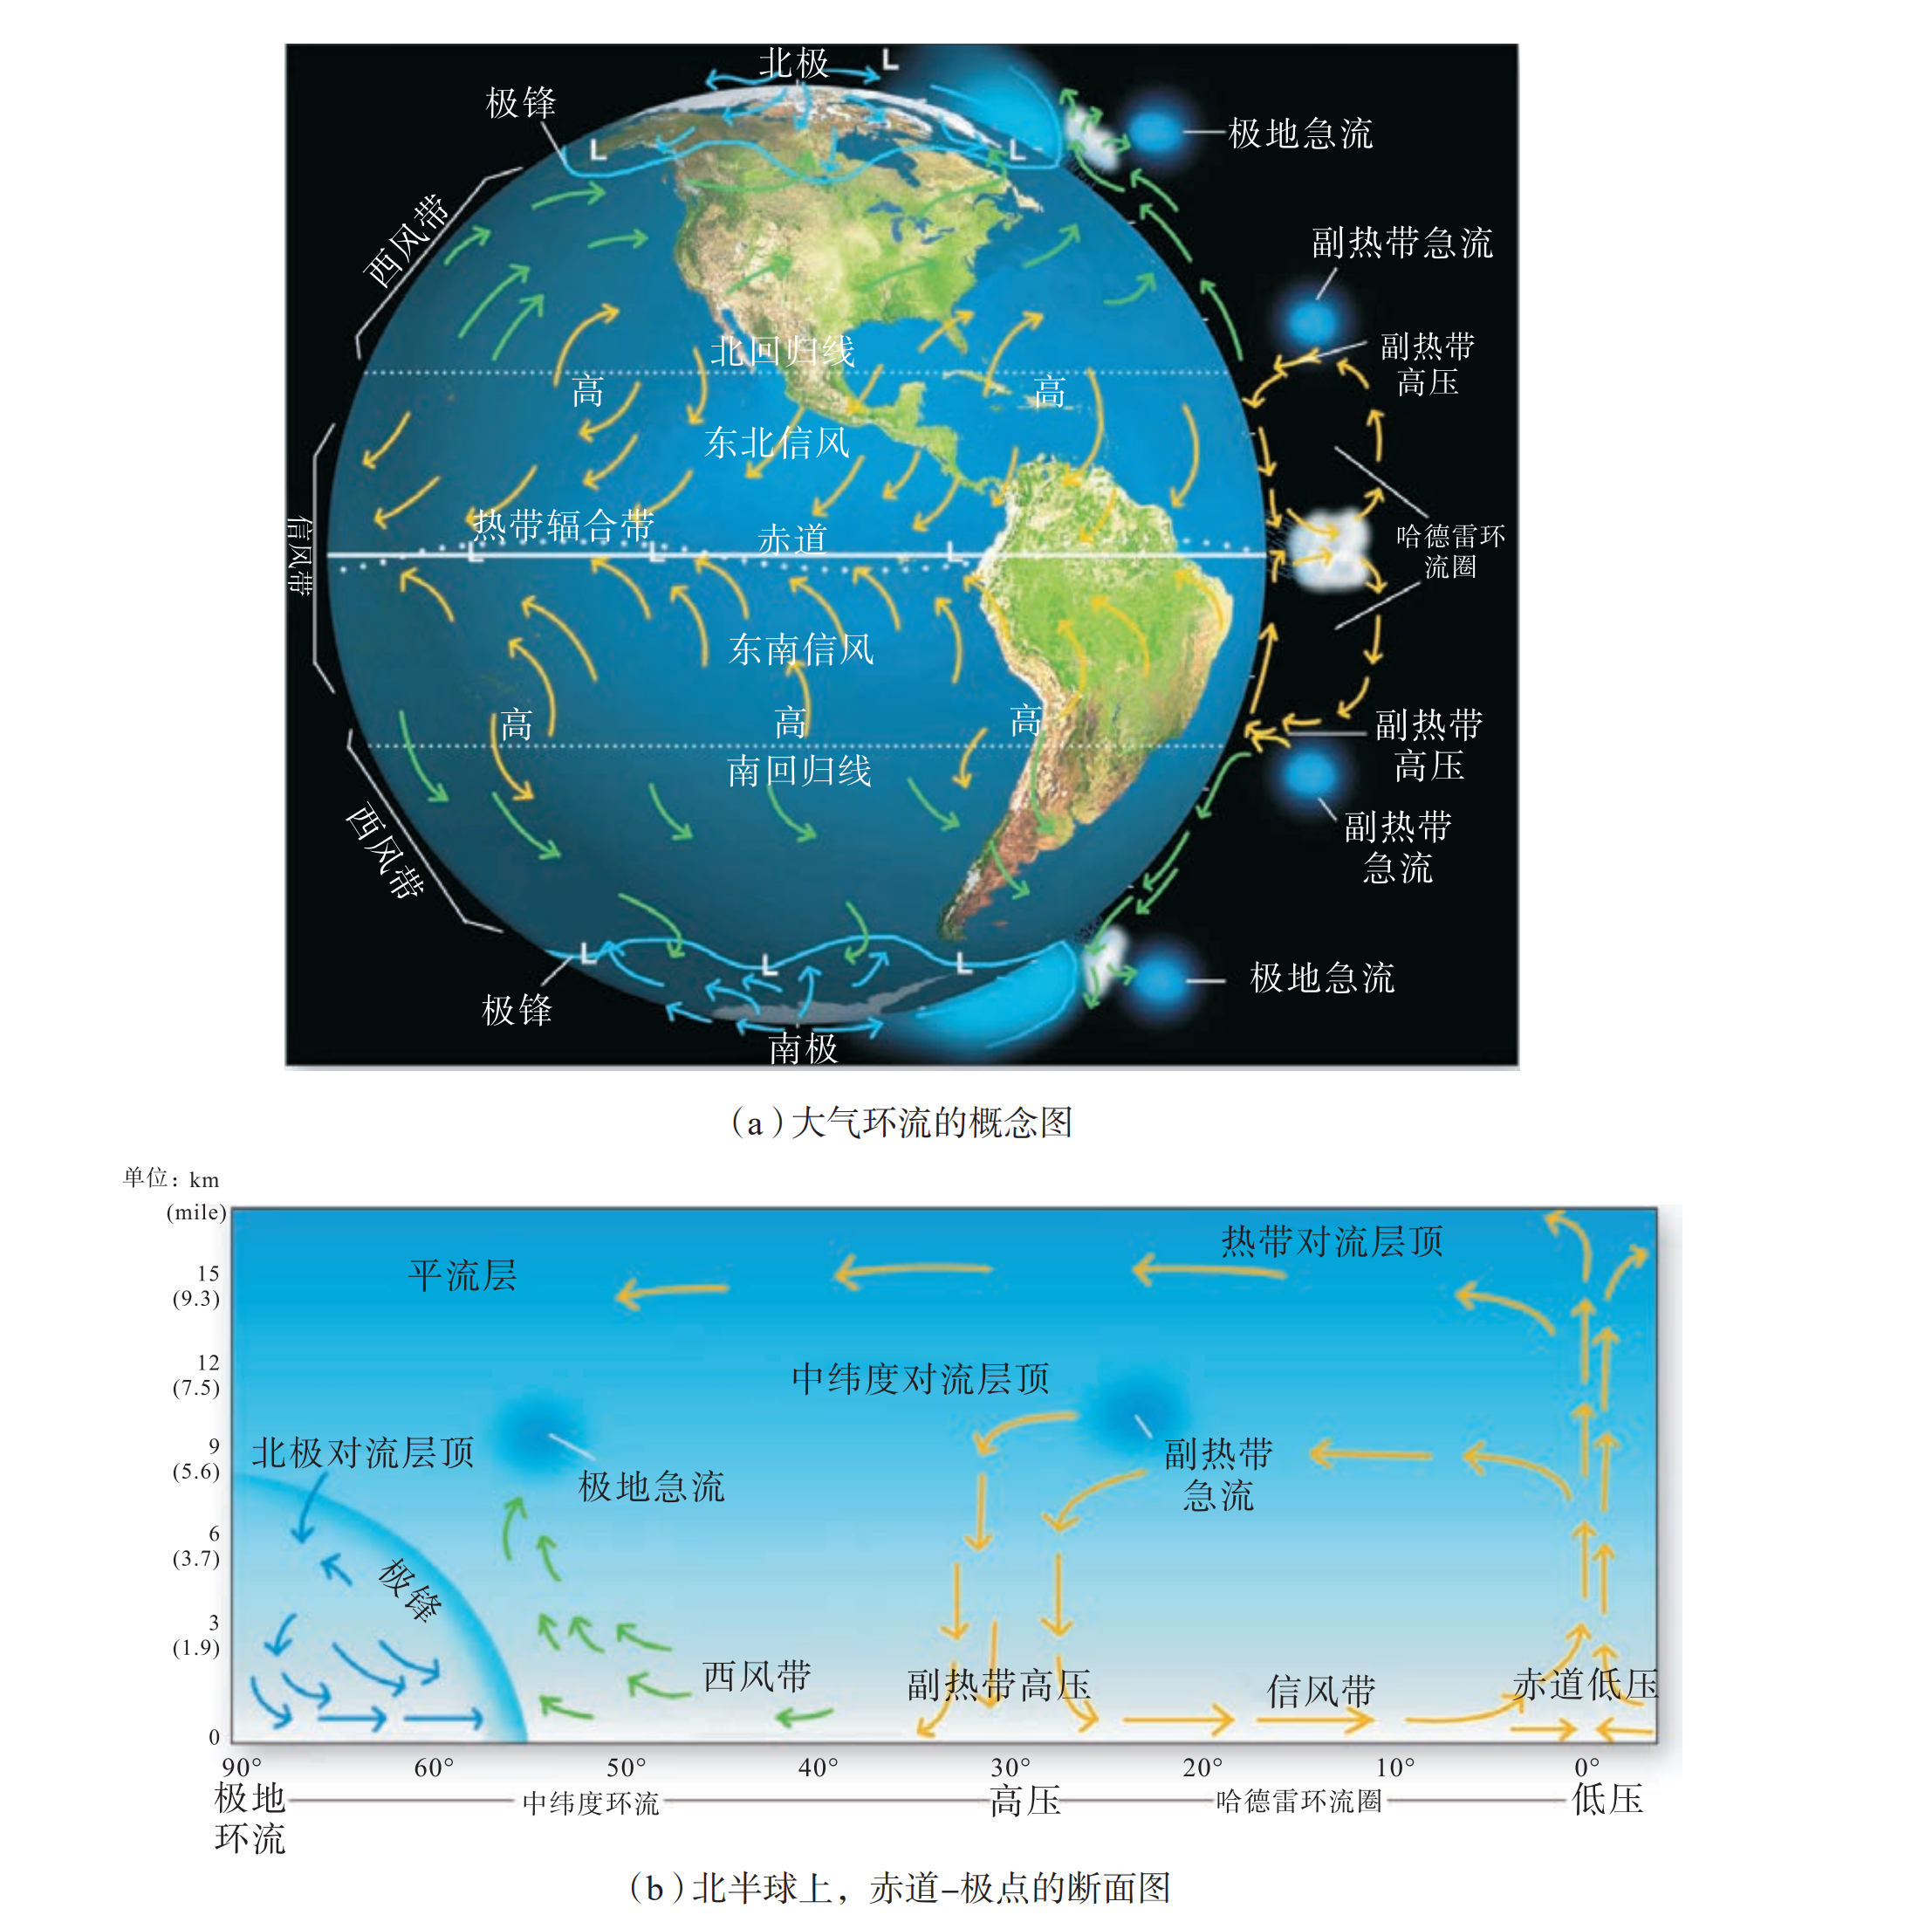 北极
L
极锋
极地急流
L
L
西风带
副热带急流
北回归线
副热带
高压
高
高
东北信风
热带辐合带
赤道
信风带
L
L
L
哈德雷环
流圈
东南信风
高
高
高
副热带
高压
南回归线
西风带
副热带
急流
L
L
L
极锋
极地急流
南极
(a)大气环流的概念图
单位：km
(mile)
热带对流层顶
平流层
15
(9.3)
12
(7.5)
中纬度对流层顶
9
(5.6)
北极对流层顶
极地急流
副热带
急流
6
(3.7)
极锋
3
(1.9)
西风带
副热带高压
信风带
赤道低压
0
90° 60° 50° 40° 30° 20° 10° 0°
极地
环流
中纬度环流
高压
哈德雷环流圈
低压
(b)北半球上，赤道–极点的断面图